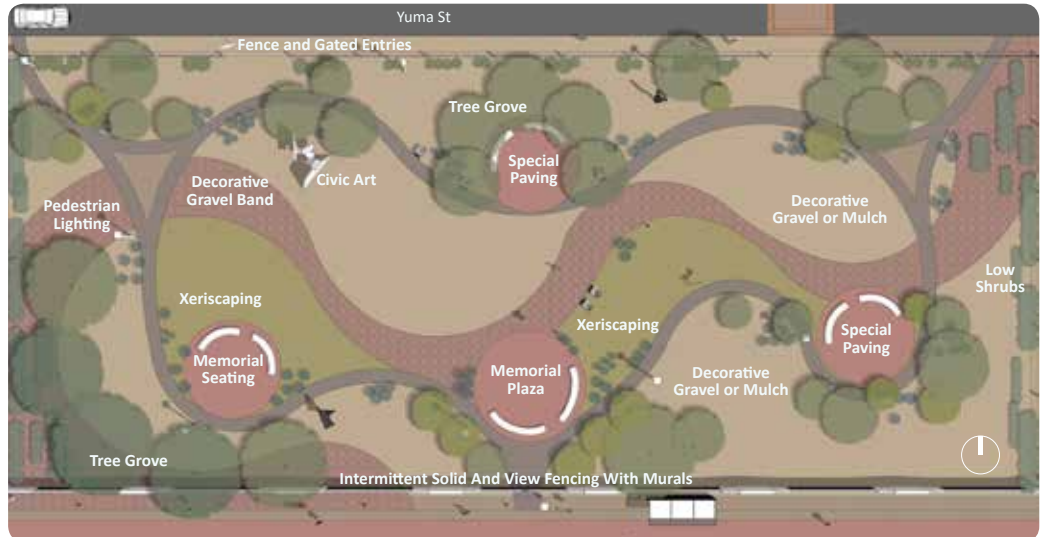 Yuma St
Fence and Gated Entries
Tree Grove
Special
Paving
Civic Art
Decorative
Gravel Band
Pedestrian
Lighting
Decorative
Gravel or Mulch
Low
Shrubs
Xeriscaping
Memorial
Seating
Memorial
Plaza
Xeriscaping
Special
Paving
Decorative
Gravel or Mulch
Tree Grove
Intermittent Solid And View Fencing With Murals